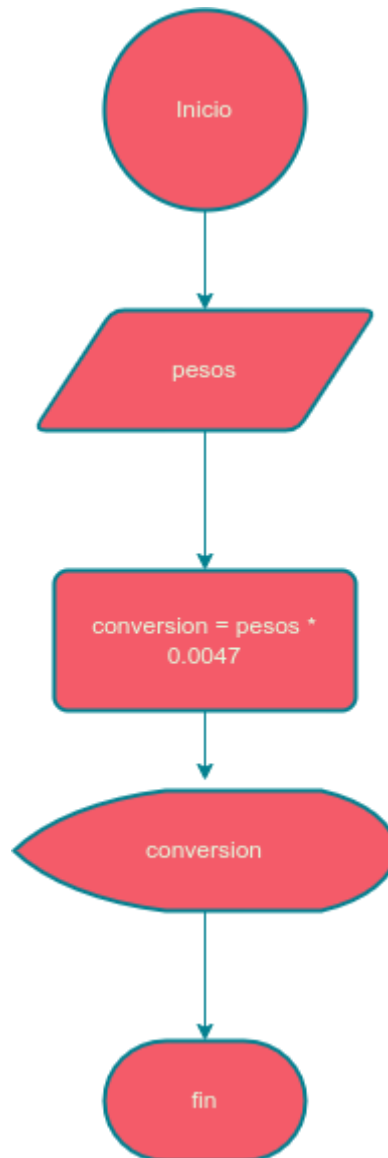 Inicio
pesos
conversion = pesos *
0.0047
conversion
fin